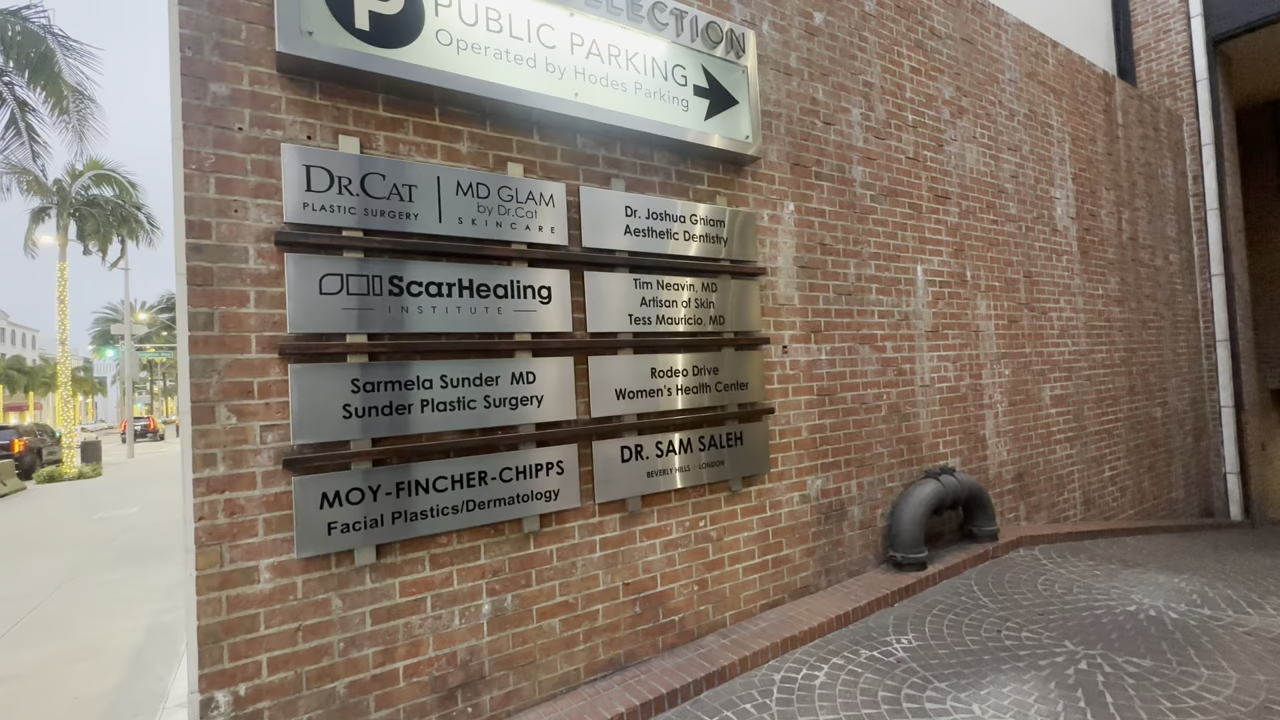 P
PUBLIC PARKING
Operated by Hodes Parking
DR.CAT
PLASTIC SURGERY
MD GLAM
by Dr.Cat
SKINCARE
ScarHealing
INSTITUTE
Sarmela Sunder MD
Sunder Plastic Surgery
MOY-FINCHER-CHIPPS
Facial Plastics/Dermatology
Dr. Joshua Ghiam
Aesthetic Dentistry
Tim Neavin, MD
Artisan of Skin
Tess Mauricio, MD
Rodeo Drive
Women's Health Center
DR. SAM SALEH
BEVERLY HILLS LONDON